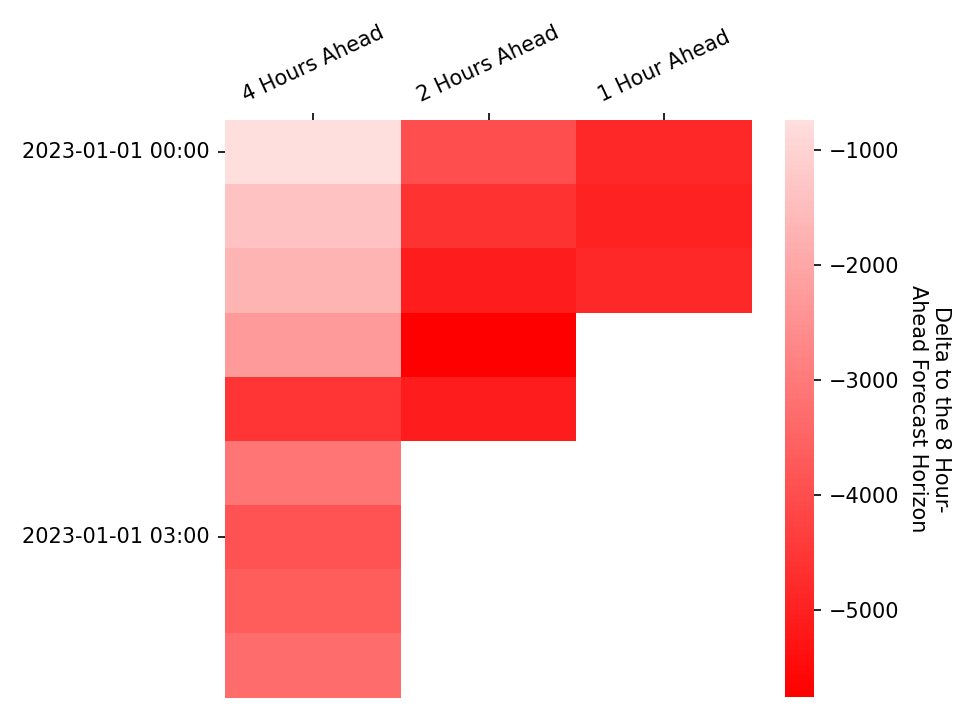 4 Hours Ahead
2 Hours Ahead
1 Hour Ahead
2023-01-01 00:00
2023-01-01 03:00
−1000
−2000
−3000
−4000
−5000
Delta to the 8 Hour-
Ahead Forecast Horizon